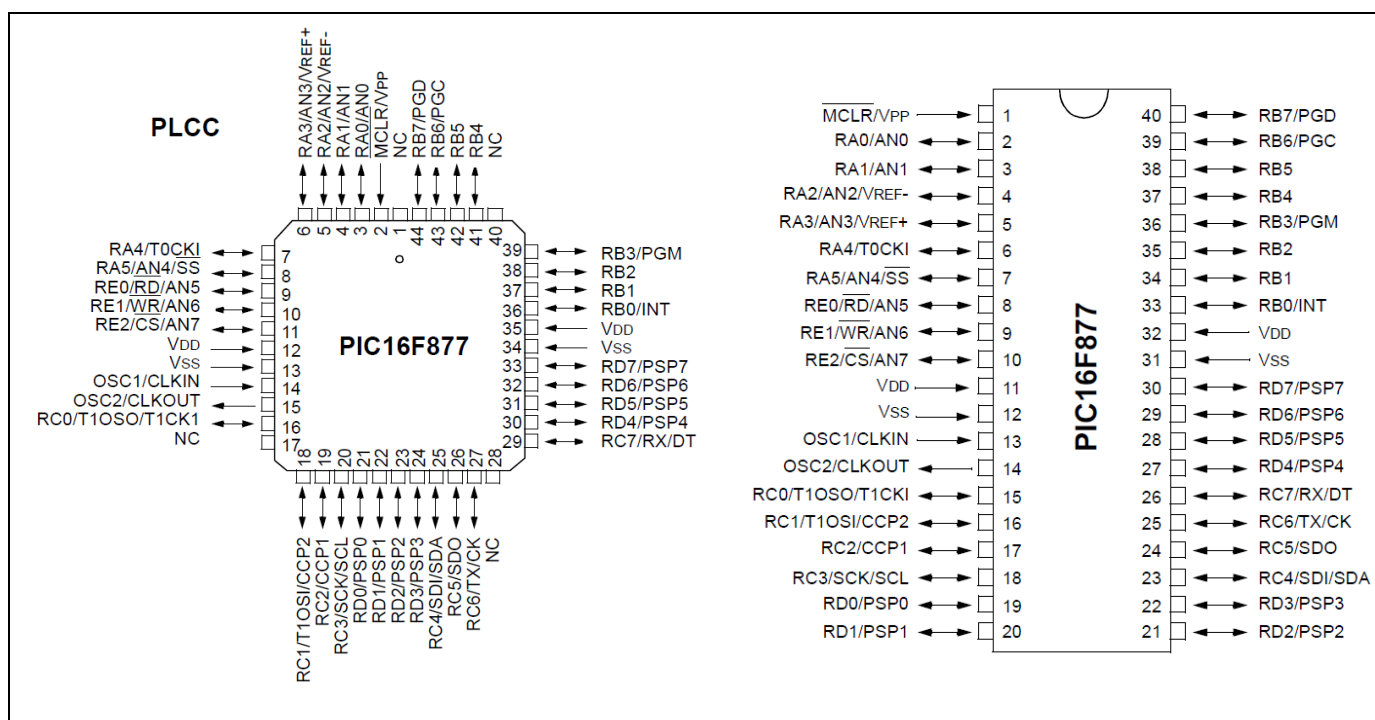 PLCC
RA3/AN3/VREF+
RA2/AN2/VREF-
RA1/AN1
RA0/AN0
MCLR/VPP
NC
RB7/PGD
RB6/PGC
RB5
RB4
NC
6 5 4 3 2 1 44 43 42 41 40
RA4/T0CKI 7
RA5/AN4/SS 8
RE0/RD/AN5 9
RE1/WR/AN6 10
RE2/CS/AN7 11
VDD 12
VSS 13
OSC1/CLKIN 14
OSC2/CLKOUT 15
RC0/T1OSO/T1CK1 16
NC 17
PIC16F877
39 RB3/PGM
38 RB2
37 RB1
36 RB0/INT
35 VDD
34 VSS
33 RD7/PSP7
32 RD6/PSP6
31 RD5/PSP5
30 RD4/PSP4
29 RC7/RX/DT
18 19 20 21 22 23 24 25 26 27 28
RC1/T1OSI/CCP2
RC2/CCP1
RC3/SCK/SCL
RD0/PSP0
RD1/PSP1
RD2/PSP2
RD3/PSP3
RC4/SDI/SDA
RC5/SDO
RC6/TX/CK
NC
MCLR/VPP 1
RA0/AN0 2
RA1/AN1 3
RA2/AN2/VREF- 4
RA3/AN3/VREF+ 5
RA4/T0CKI 6
RA5/AN4/SS 7
RE0/RD/AN5 8
RE1/WR/AN6 9
RE2/CS/AN7 10
VDD 11
VSS 12
OSC1/CLKIN 13
OSC2/CLKOUT 14
RC0/T1OSO/T1CKI 15
RC1/T1OSI/CCP2 16
RC2/CCP1 17
RC3/SCK/SCL 18
RD0/PSP0 19
RD1/PSP1 20
PIC16F877
40 RB7/PGD
39 RB6/PGC
38 RB5
37 RB4
36 RB3/PGM
35 RB2
34 RB1
33 RB0/INT
32 VDD
31 VSS
30 RD7/PSP7
29 RD6/PSP6
28 RD5/PSP5
27 RD4/PSP4
26 RC7/RX/DT
25 RC6/TX/CK
24 RC5/SDO
23 RC4/SDI/SDA
22 RD3/PSP3
21 RD2/PSP2